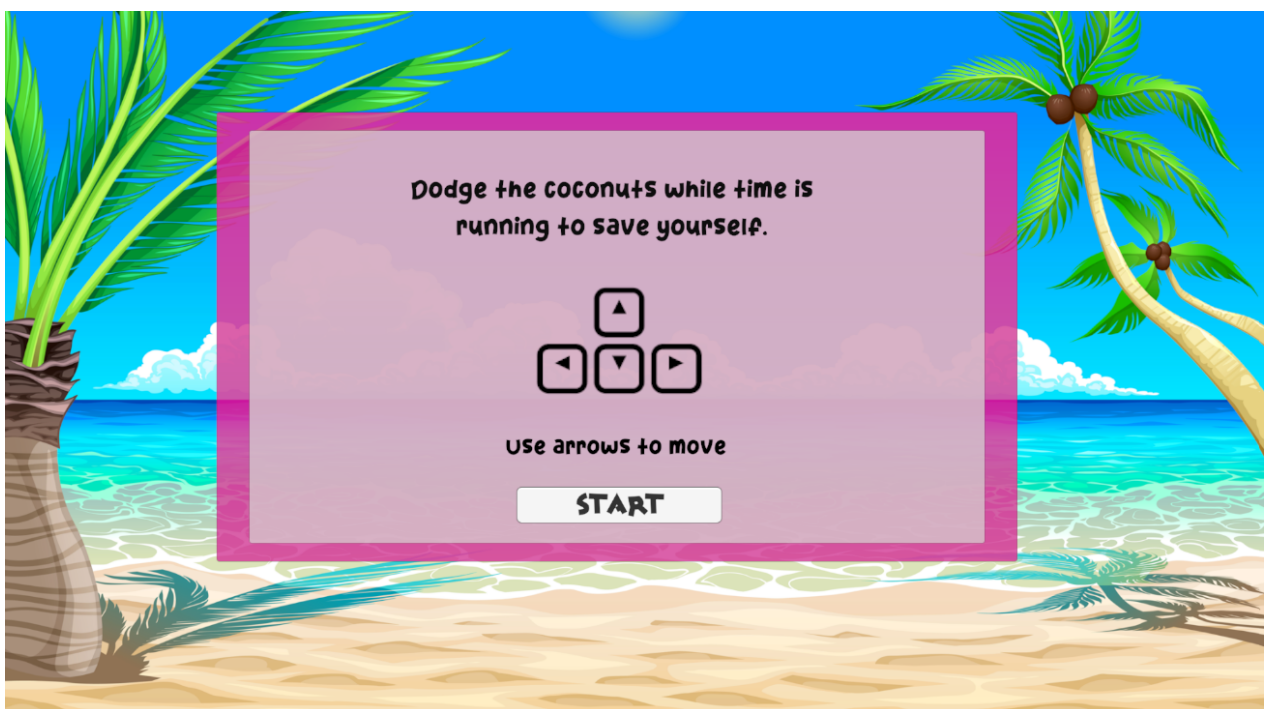 Dodge the coconuts while time is
running to save yourself.
Use arrows to move
START